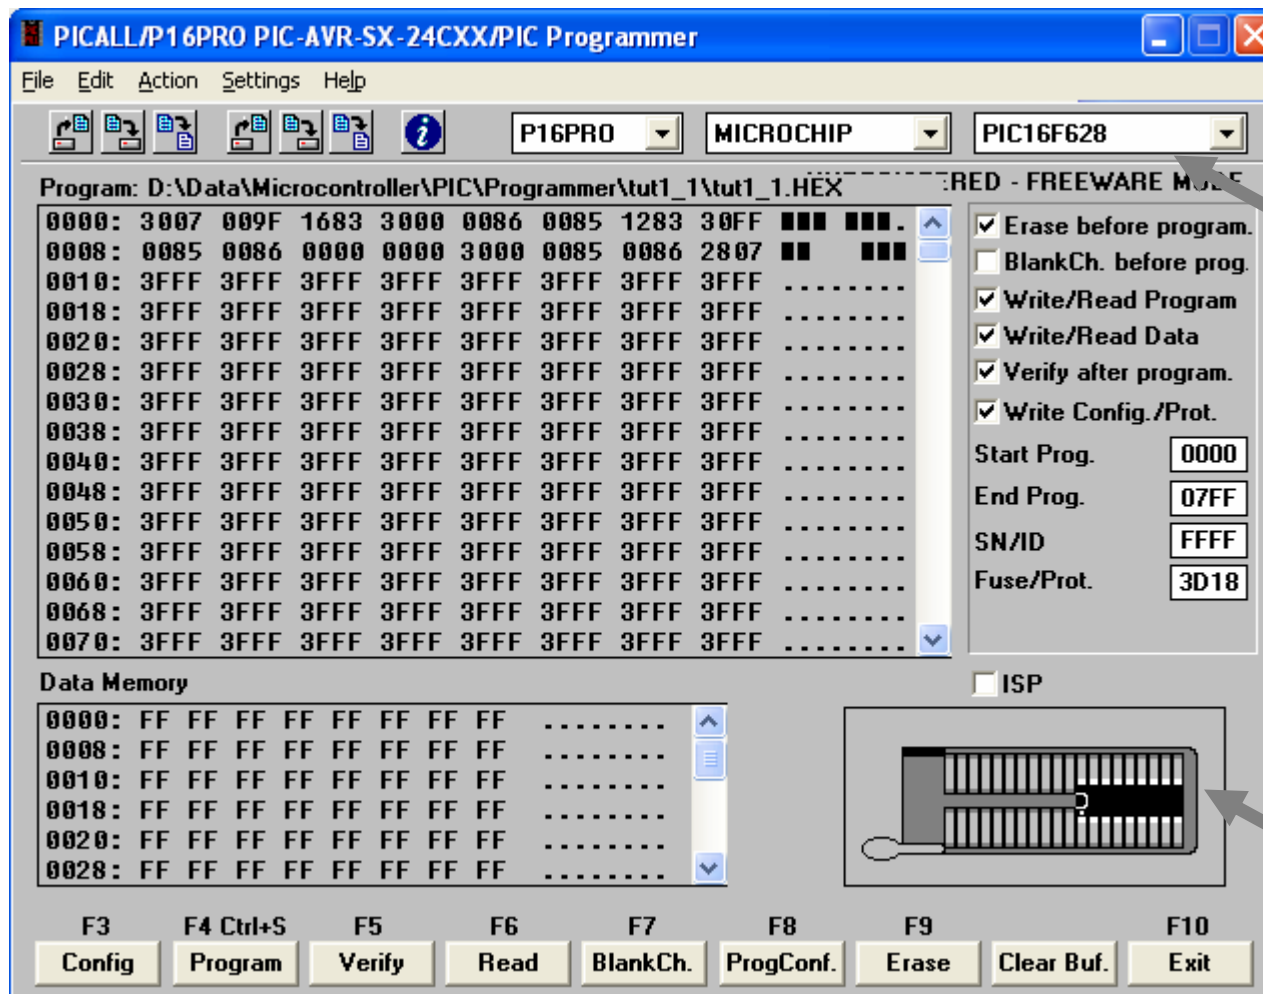 PICALL/P16PRO PIC-AVR-SX-24CXX/PIC Programmer
File Edit Action Settings Help
P16PRO MICROCHIP PIC16F628
Program: D:\Data\Microcontroller\PIC\Programmer\tut1_1\tut1_1.HEX RED - FREEWARE MODE
0000: 3007 009F 1683 3000 0086 0085 1283 30FF
0008: 0085 0086 0000 0000 3000 0085 0086 2807
0010: 3FFF 3FFF 3FFF 3FFF 3FFF 3FFF 3FFF 3FFF ........
0018: 3FFF 3FFF 3FFF 3FFF 3FFF 3FFF 3FFF 3FFF ........
0020: 3FFF 3FFF 3FFF 3FFF 3FFF 3FFF 3FFF 3FFF ........
0028: 3FFF 3FFF 3FFF 3FFF 3FFF 3FFF 3FFF 3FFF ........
0030: 3FFF 3FFF 3FFF 3FFF 3FFF 3FFF 3FFF 3FFF ........
0038: 3FFF 3FFF 3FFF 3FFF 3FFF 3FFF 3FFF 3FFF ........
0040: 3FFF 3FFF 3FFF 3FFF 3FFF 3FFF 3FFF 3FFF ........
0048: 3FFF 3FFF 3FFF 3FFF 3FFF 3FFF 3FFF 3FFF ........
0050: 3FFF 3FFF 3FFF 3FFF 3FFF 3FFF 3FFF 3FFF ........
0058: 3FFF 3FFF 3FFF 3FFF 3FFF 3FFF 3FFF 3FFF ........
0060: 3FFF 3FFF 3FFF 3FFF 3FFF 3FFF 3FFF 3FFF ........
0068: 3FFF 3FFF 3FFF 3FFF 3FFF 3FFF 3FFF 3FFF ........
0070: 3FFF 3FFF 3FFF 3FFF 3FFF 3FFF 3FFF 3FFF ........
Erase before program.
BlankCh. before prog.
Write/Read Program
Write/Read Data
Verify after program.
Write Config./Prot.
Start Prog. 0000
End Prog. 07FF
SN/ID FFFF
Fuse/Prot. 3D18
Data Memory
ISP
0000: FF FF FF FF FF FF FF FF ........
0008: FF FF FF FF FF FF FF FF ........
0010: FF FF FF FF FF FF FF FF ........
0018: FF FF FF FF FF FF FF FF ........
0020: FF FF FF FF FF FF FF FF ........
0028: FF FF FF FF FF FF FF FF ........
F3 F4 Ctrl+S F5 F6 F7 F8 F9 F10
Config Program Verify Read BlankCh. ProgConf. Erase Clear Buf. Exit